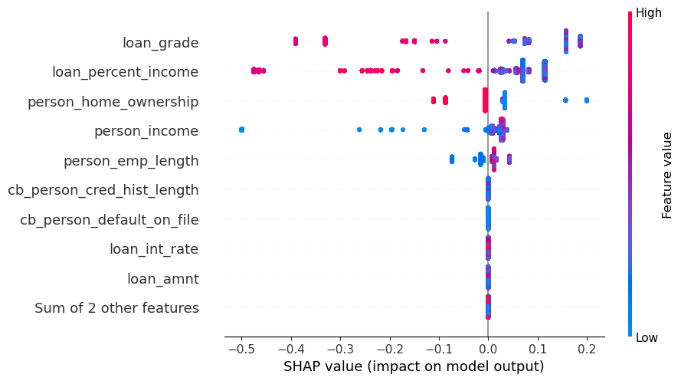 High
loan_grade
loan_percent_income
person_home_ownership
person_income
person_emp_length
cb_person_cred_hist_length
cb_person_default_on_file
loan_int_rate
loan_amnt
Sum of 2 other features
Feature value
Low
−0.5 −0.4 −0.3 −0.2 −0.1 0.0 0.1 0.2
SHAP value (impact on model output)